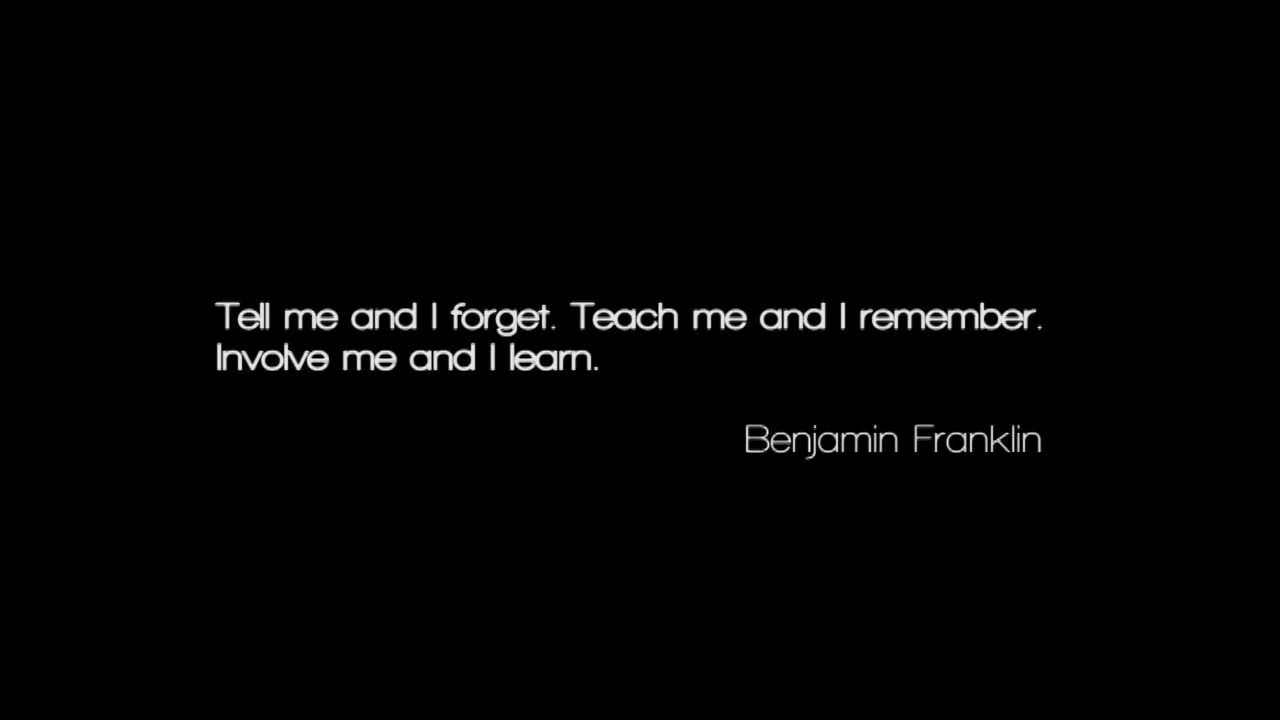 Tell me and I forget. Teach me and I remember.
Involve me and I learn.
Benjamin Franklin